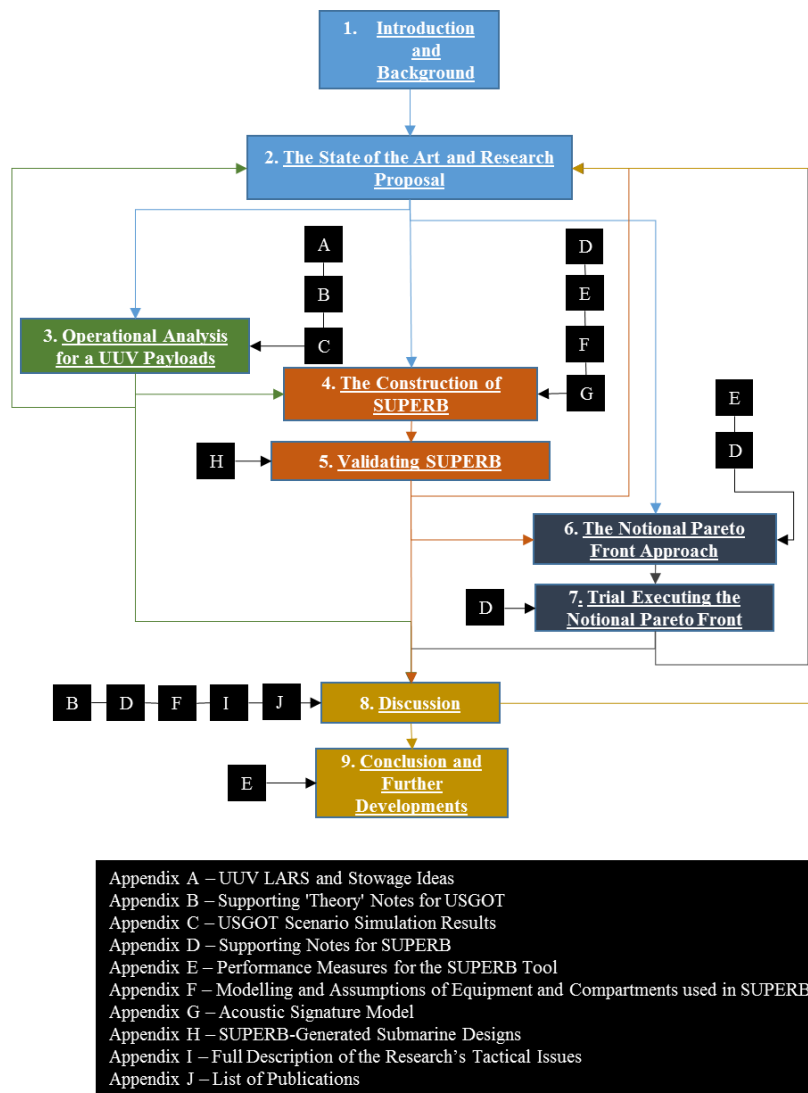 1. Introduction
and
Background
2. The State of the Art and Research
Proposal
A
B
C
D
E
F
G
3. Operational Analysis
for a UUV Payloads
4. The Construction of
SUPERB
E
D
H
5. Validating SUPERB
6. The Notional Pareto
Front Approach
D
7. Trial Executing the
Notional Pareto Front
B
D
F
I
J
8. Discussion
E
9. Conclusion and
Further
Developments
Appendix A – UUV LARS and Stowage Ideas
Appendix B – Supporting 'Theory' Notes for USGOT
Appendix C – USGOT Scenario Simulation Results
Appendix D – Supporting Notes for SUPERB
Appendix E – Performance Measures for the SUPERB Tool
Appendix F – Modelling and Assumptions of Equipment and Compartments used in SUPERB
Appendix G – Acoustic Signature Model
Appendix H – SUPERB-Generated Submarine Designs
Appendix I – Full Description of the Research's Tactical Issues
Appendix J – List of Publications